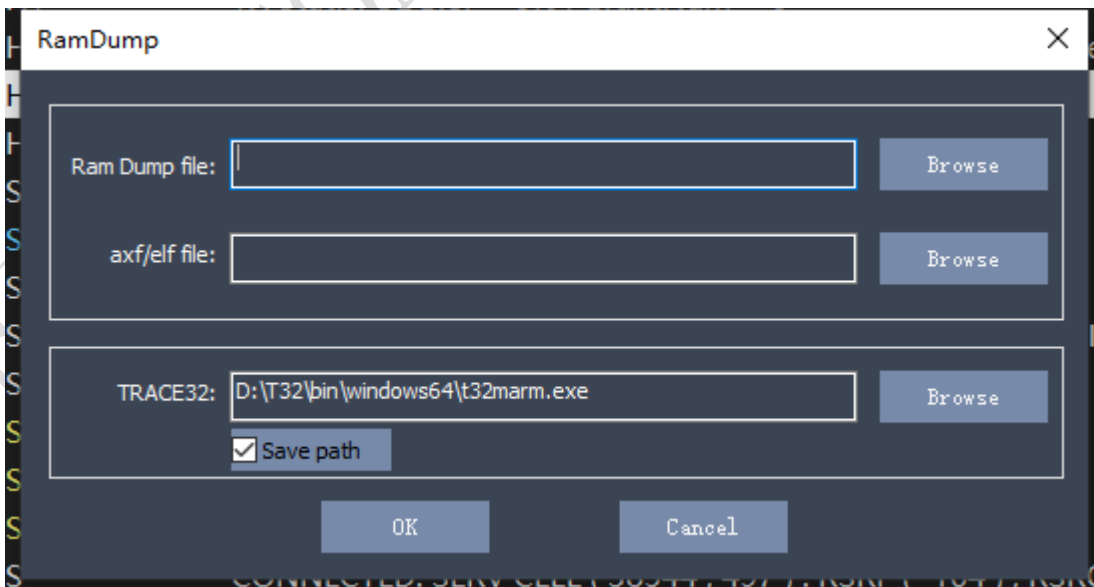 RamDump
Ram Dump file:
Browse
axf/elf file:
Browse
TRACE32:
D:\T32\bin\windows64\t32marm.exe
Browse
Save path
OK
Cancel